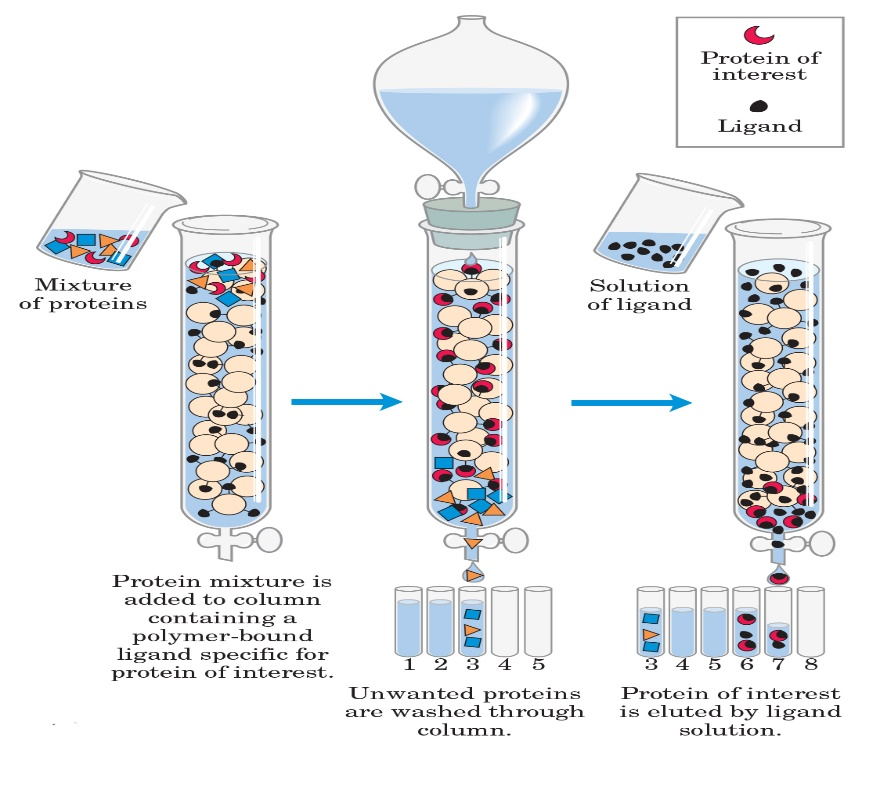 Protein of
interest
Ligand
Mixture
of proteins
Solution
of ligand
Protein mixture is
added to column
containing a
polymer-bound
ligand specific for
protein of interest.
1 2 3 4 5
Unwanted proteins
are washed through
column.
3 4 5 6 7 8
Protein of interest
is eluted by ligand
solution.